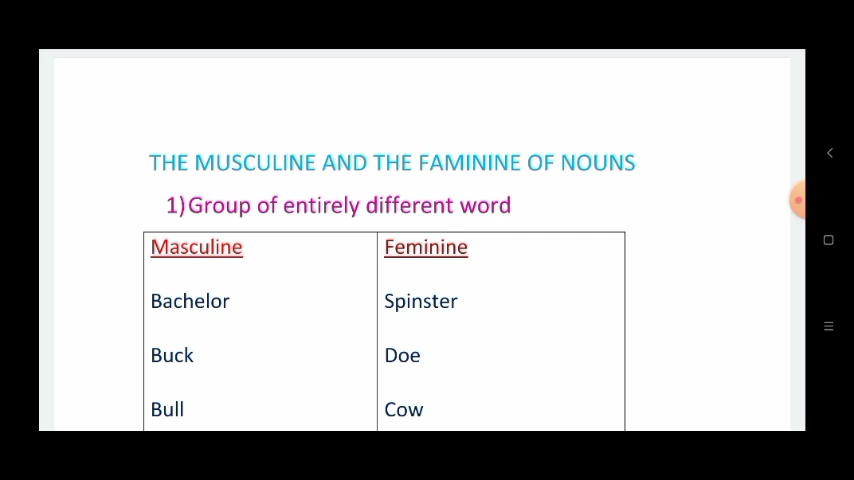 THE MUSCULINE AND THE FAMININE OF NOUNS
1)Group of entirely different word
Masculine Feminine
Bachelor Spinster
Buck Doe
Bull Cow